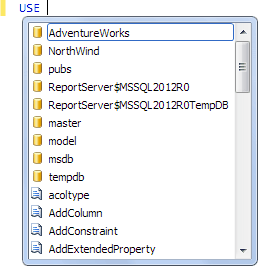 USE
AdventureWorks
NorthWind
pubs
ReportServer$MSSQL2012R0
ReportServer$MSSQL2012R0TempDB
master
model
msdb
tempdb
acoltype
AddColumn
AddConstraint
AddExtendedProperty